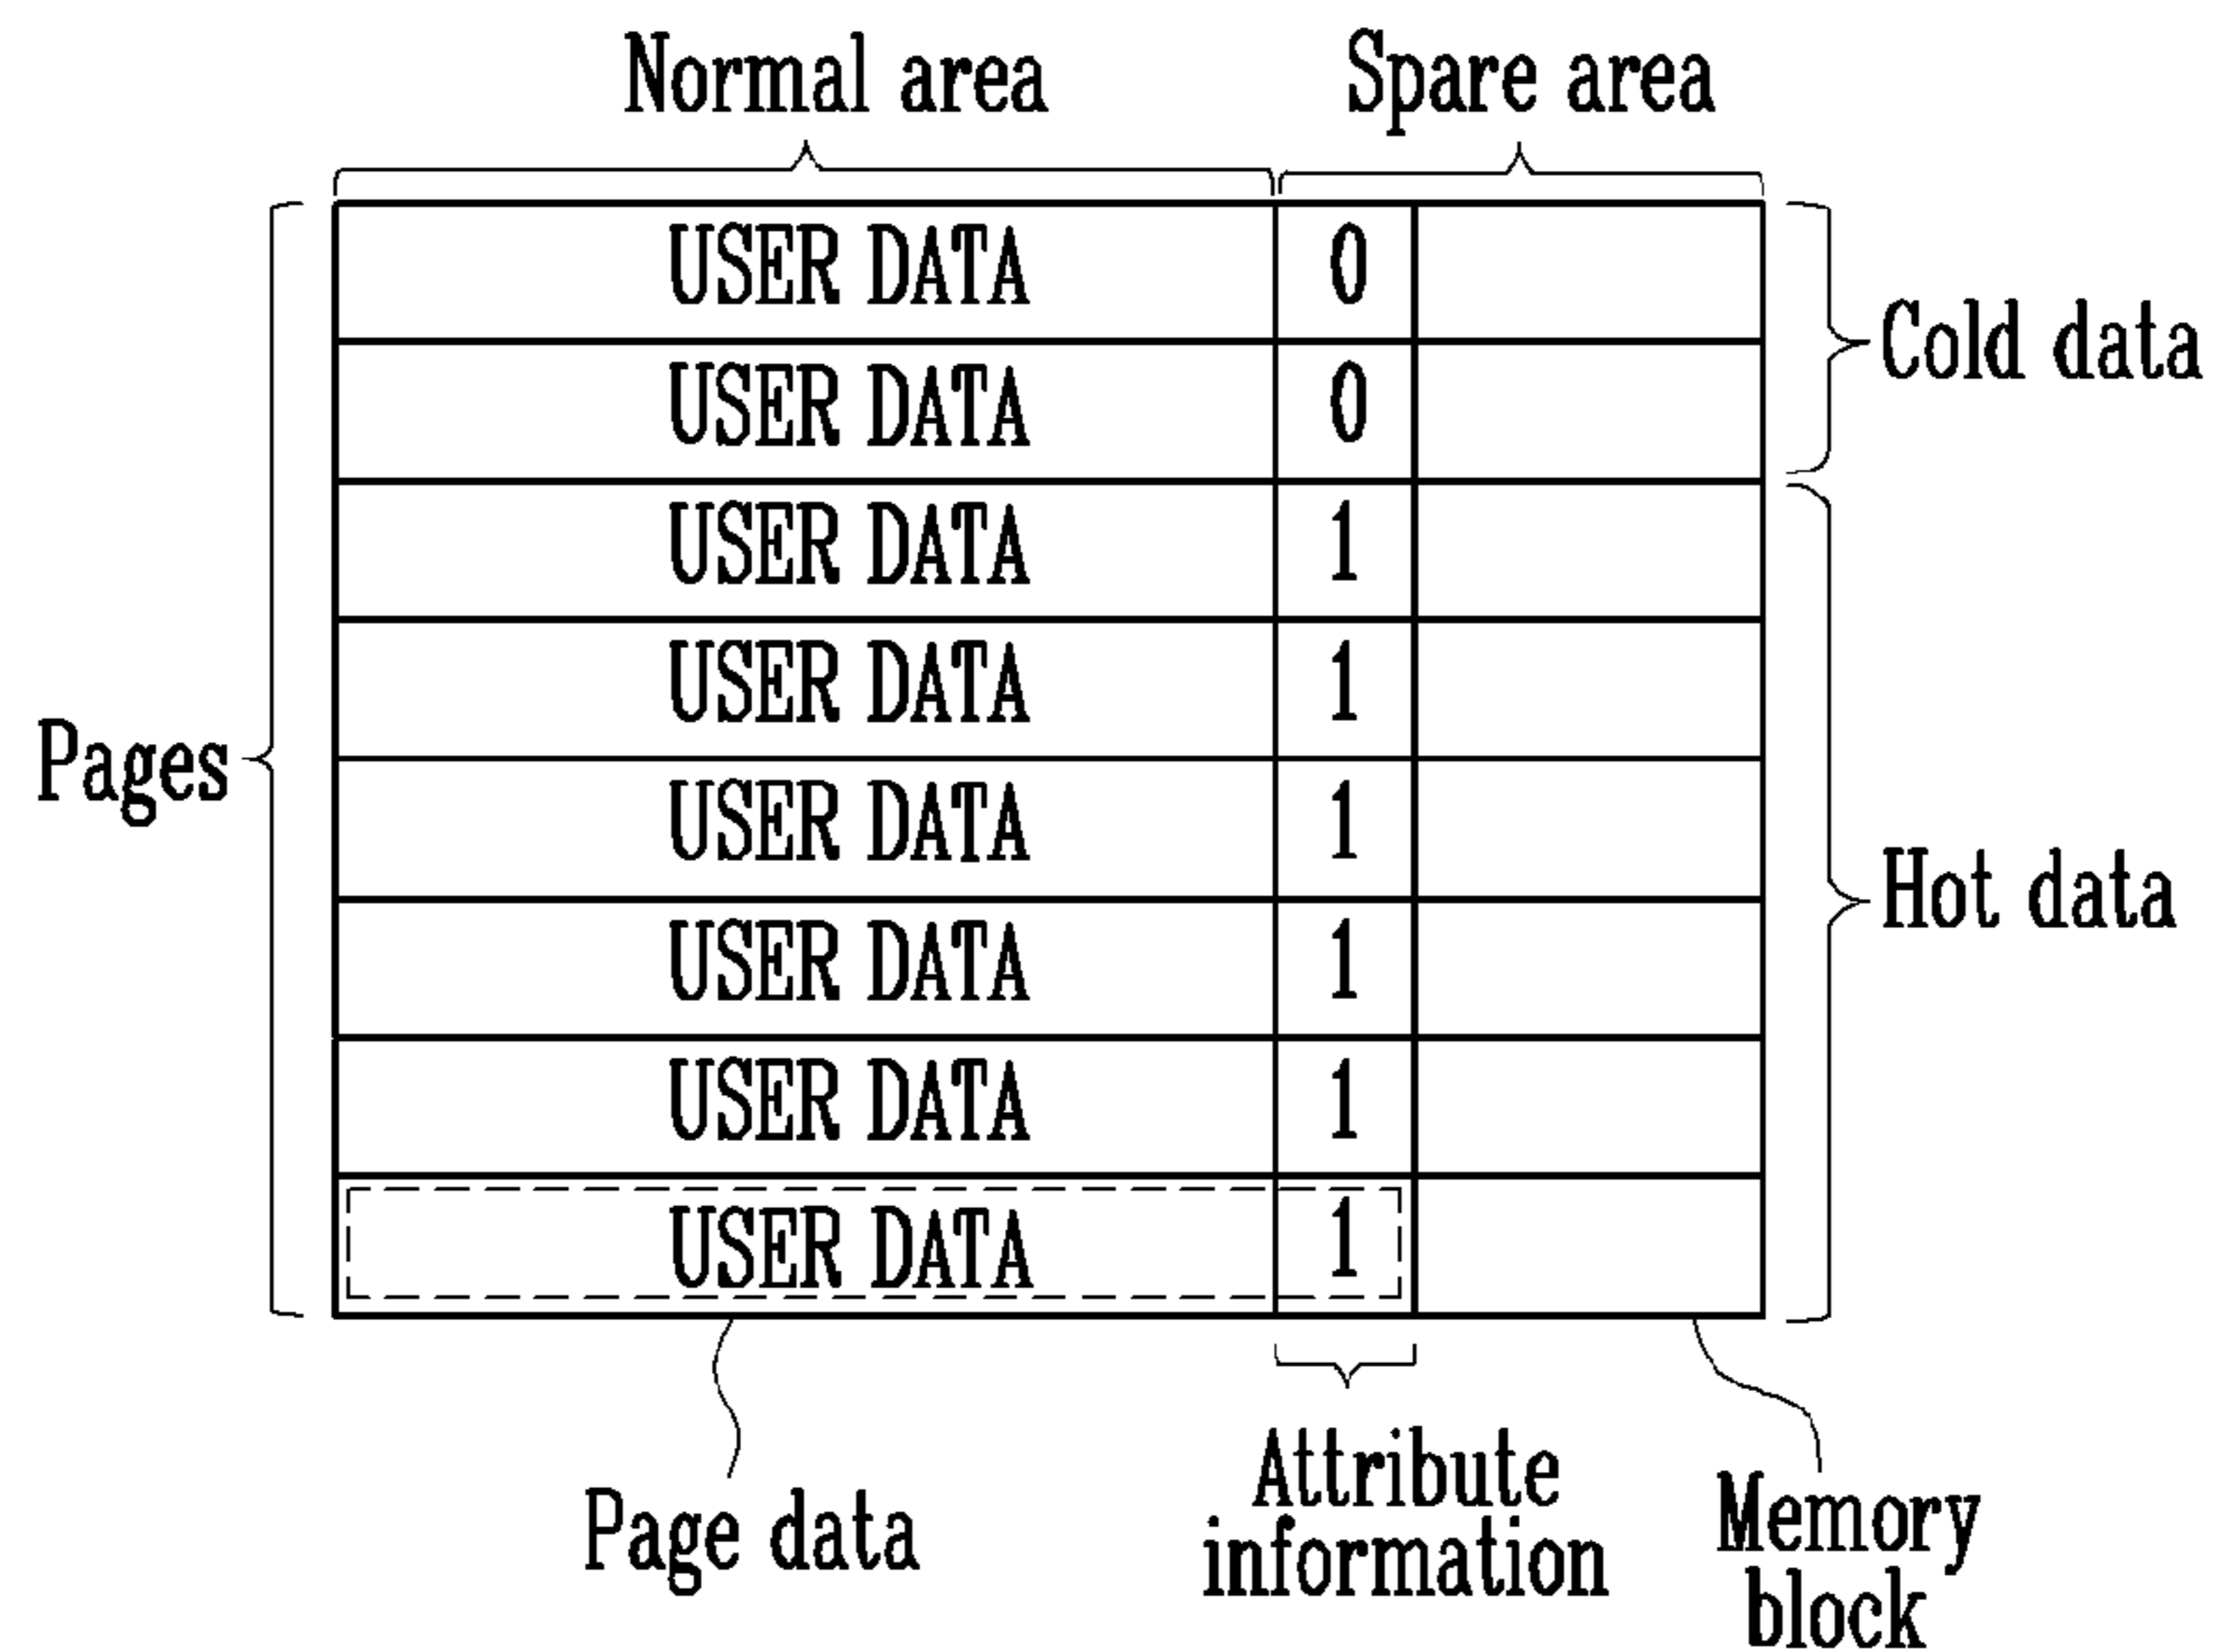 Normal area
Spare area
USER DATA 0
USER DATA 0
Cold data
USER DATA 1
USER DATA 1
Pages
USER DATA 1
USER DATA 1
Hot data
USER DATA 1
USER DATA 1
Page data
Attribute
information
Memory
block